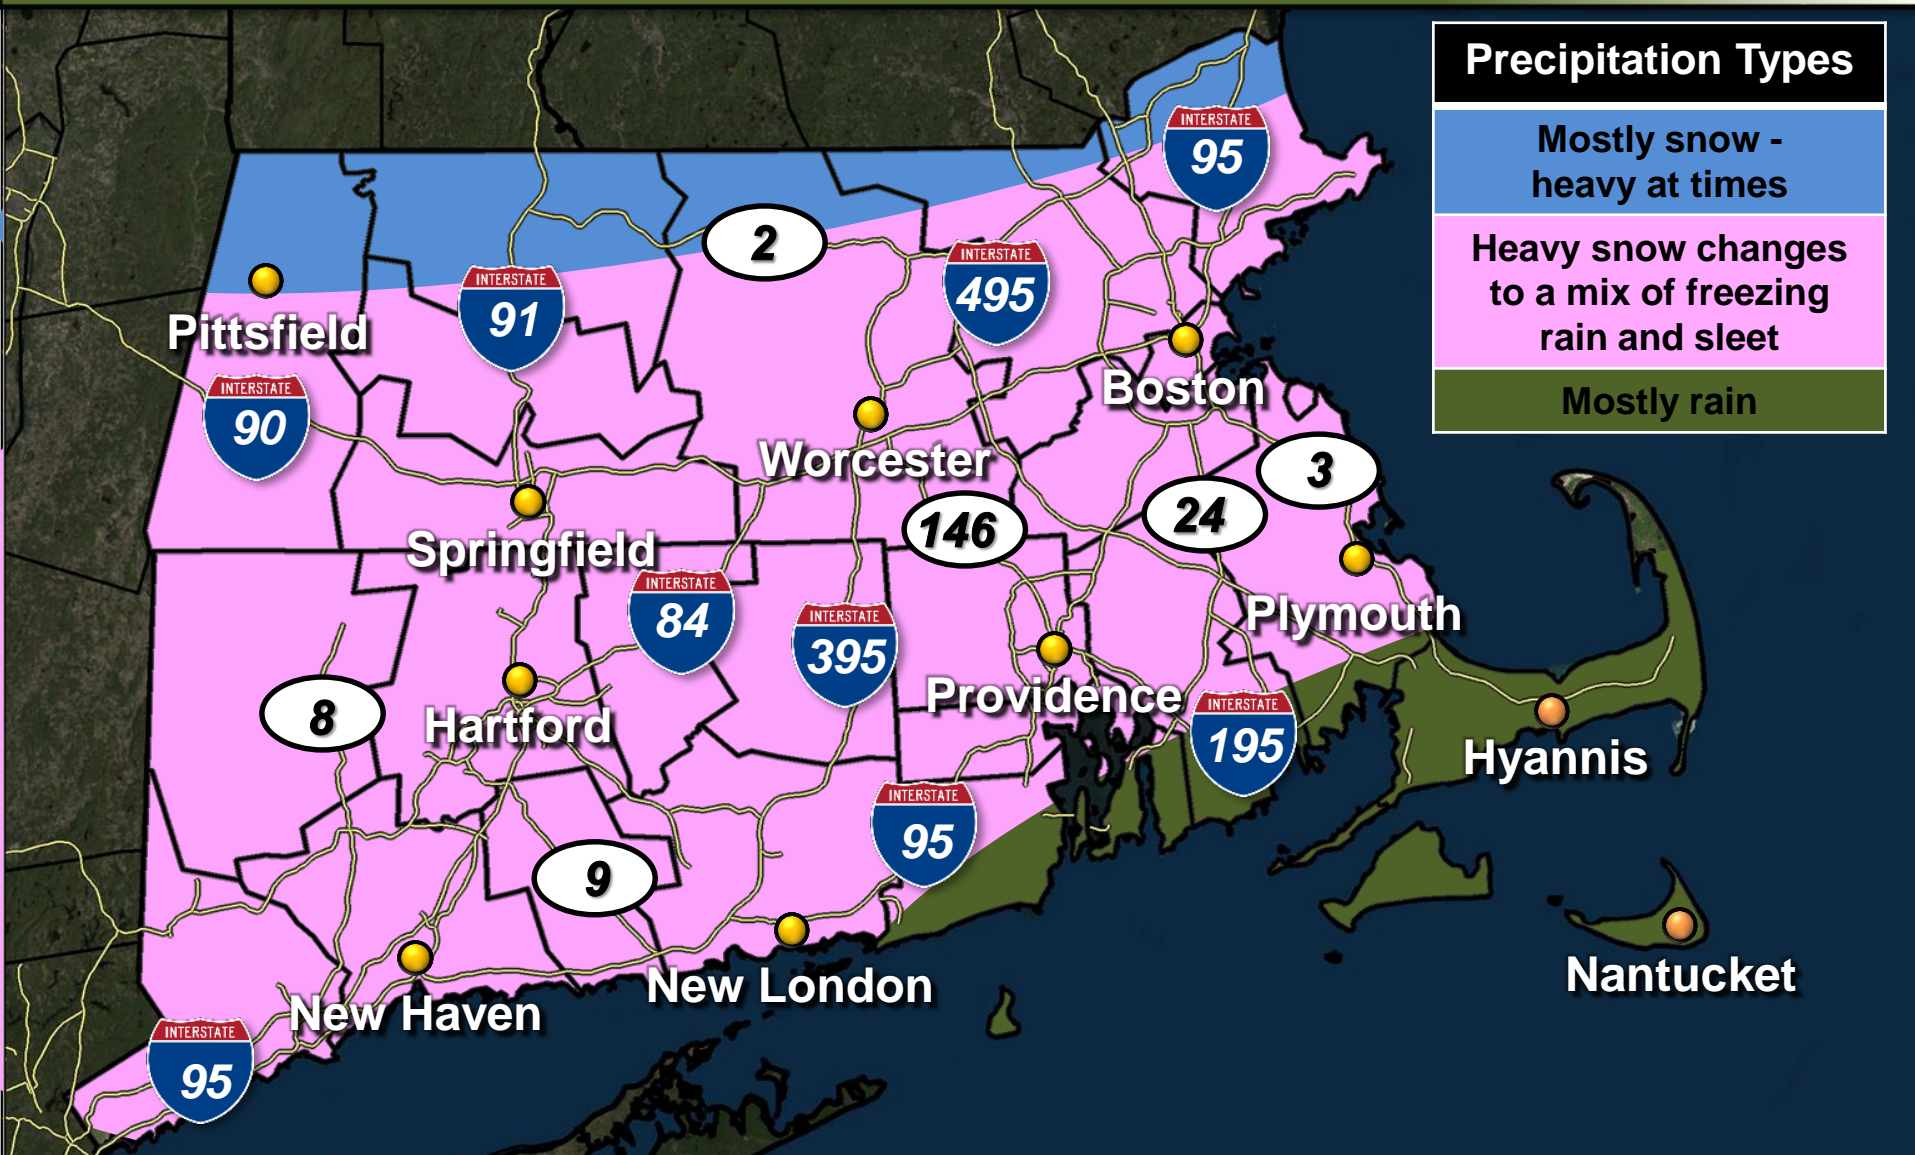 Precipitation Types
Mostly snow -
heavy at times
Heavy snow changes
to a mix of freezing
rain and sleet
Mostly rain
INTERSTATE
95
2
INTERSTATE
495
INTERSTATE
91
Pittsfield
Boston
INTERSTATE
90
Worcester
3
146
24
Springfield
INTERSTATE
84
INTERSTATE
395
Plymouth
8
Hartford
Providence
INTERSTATE
195
Hyannis
INTERSTATE
95
9
New London
Nantucket
New Haven
INTERSTATE
95